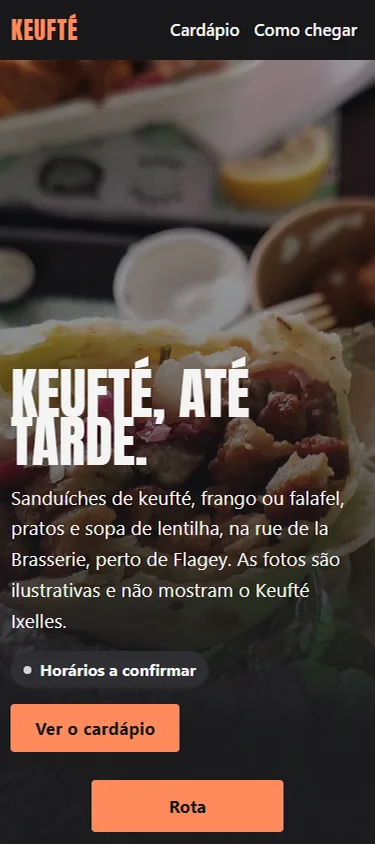 KEUFTÉ
Cardápio Como chegar
KEUFTÉ, ATÉ
TARDE.
Sanduíches de keufté, frango ou falafel,
pratos e sopa de lentilha, na rue de la
Brasserie, perto de Flagey. As fotos são
ilustrativas e não mostram o Keufté
Ixelles.
Horários a confirmar
Ver o cardápio
Rota